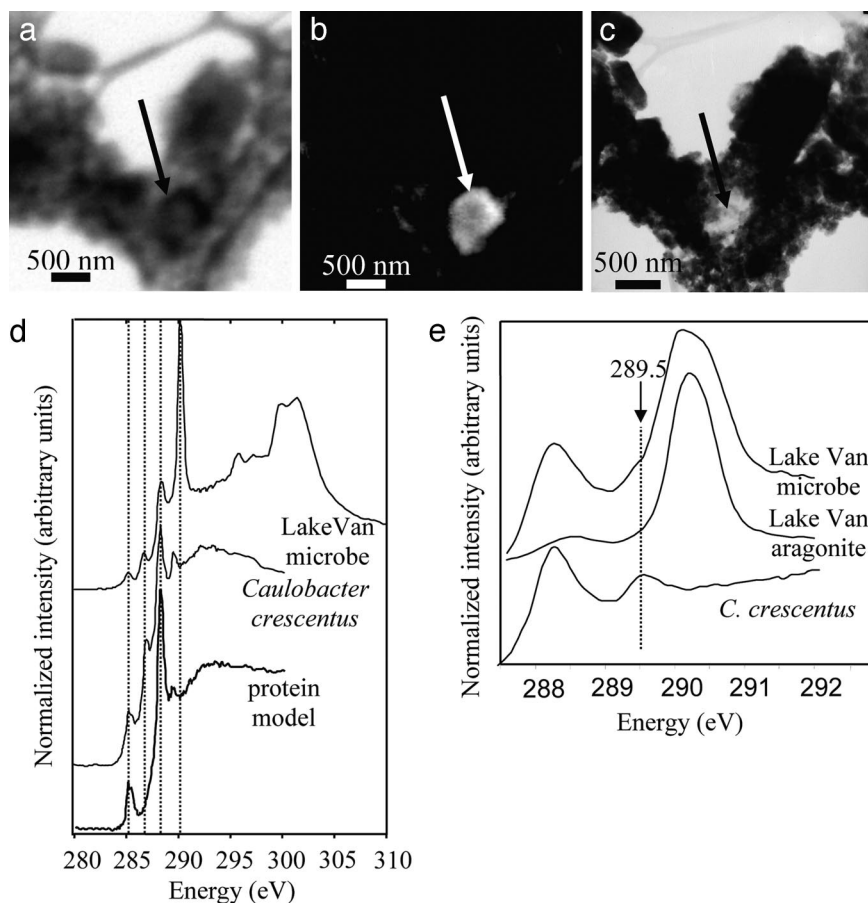 a
b
c
500 nm
500 nm
500 nm
d
Normalized intensity (arbitrary units)
LakeVan
microbe
Caulobacter
crescentus
protein
model
280 285 290 295 300 305 310
Energy (eV)
e
Normalized intensity (arbitrary units)
289.5
Lake Van
microbe
Lake Van
aragonite
C. crescentus
288 289 290 291 292
Energy (eV)